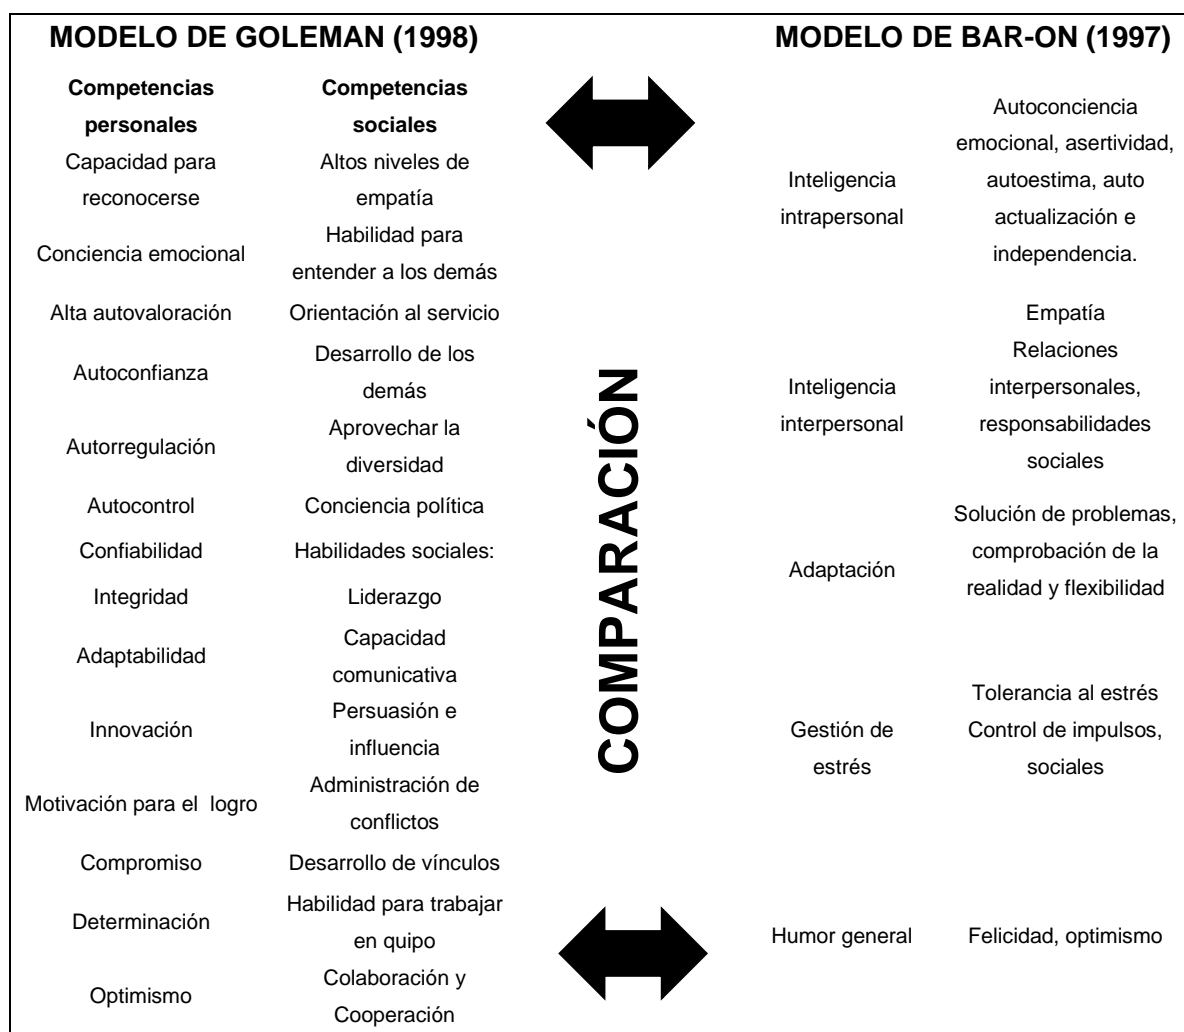 MODELO DE GOLEMAN (1998)
Competencias
personales
Capacidad para
reconocerse
Conciencia emocional
Alta autovaloración
Autoconfianza
Autorregulación
Autocontrol
Confiabilidad
Integridad
Adaptabilidad
Innovación
Motivación para el logro
Compromiso
Determinación
Optimismo
Competencias
sociales
Altos niveles de
empatía
Habilidad para
entender a los demás
Orientación al servicio
Desarrollo de los
demás
Aprovechar la
diversidad
Conciencia política
Habilidades sociales:
Liderazgo
Capacidad
comunicativa
Persuasión e
influencia
Administración de
conflictos
Desarrollo de vínculos
Habilidad para trabajar
en quipo
Colaboración y
Cooperación
COMPARACIÓN
MODELO DE BAR-ON (1997)
Inteligencia
intrapersonal
Autoconciencia
emocional, asertividad,
autoestima, auto
actualización e
independencia.
Inteligencia
interpersonal
Empatía
Relaciones
interpersonales,
responsabilidades
sociales
Adaptación
Solución de problemas,
comprobación de la
realidad y flexibilidad
Gestión de
estrés
Tolerancia al estrés
Control de impulsos,
sociales
Humor general
Felicidad, optimismo